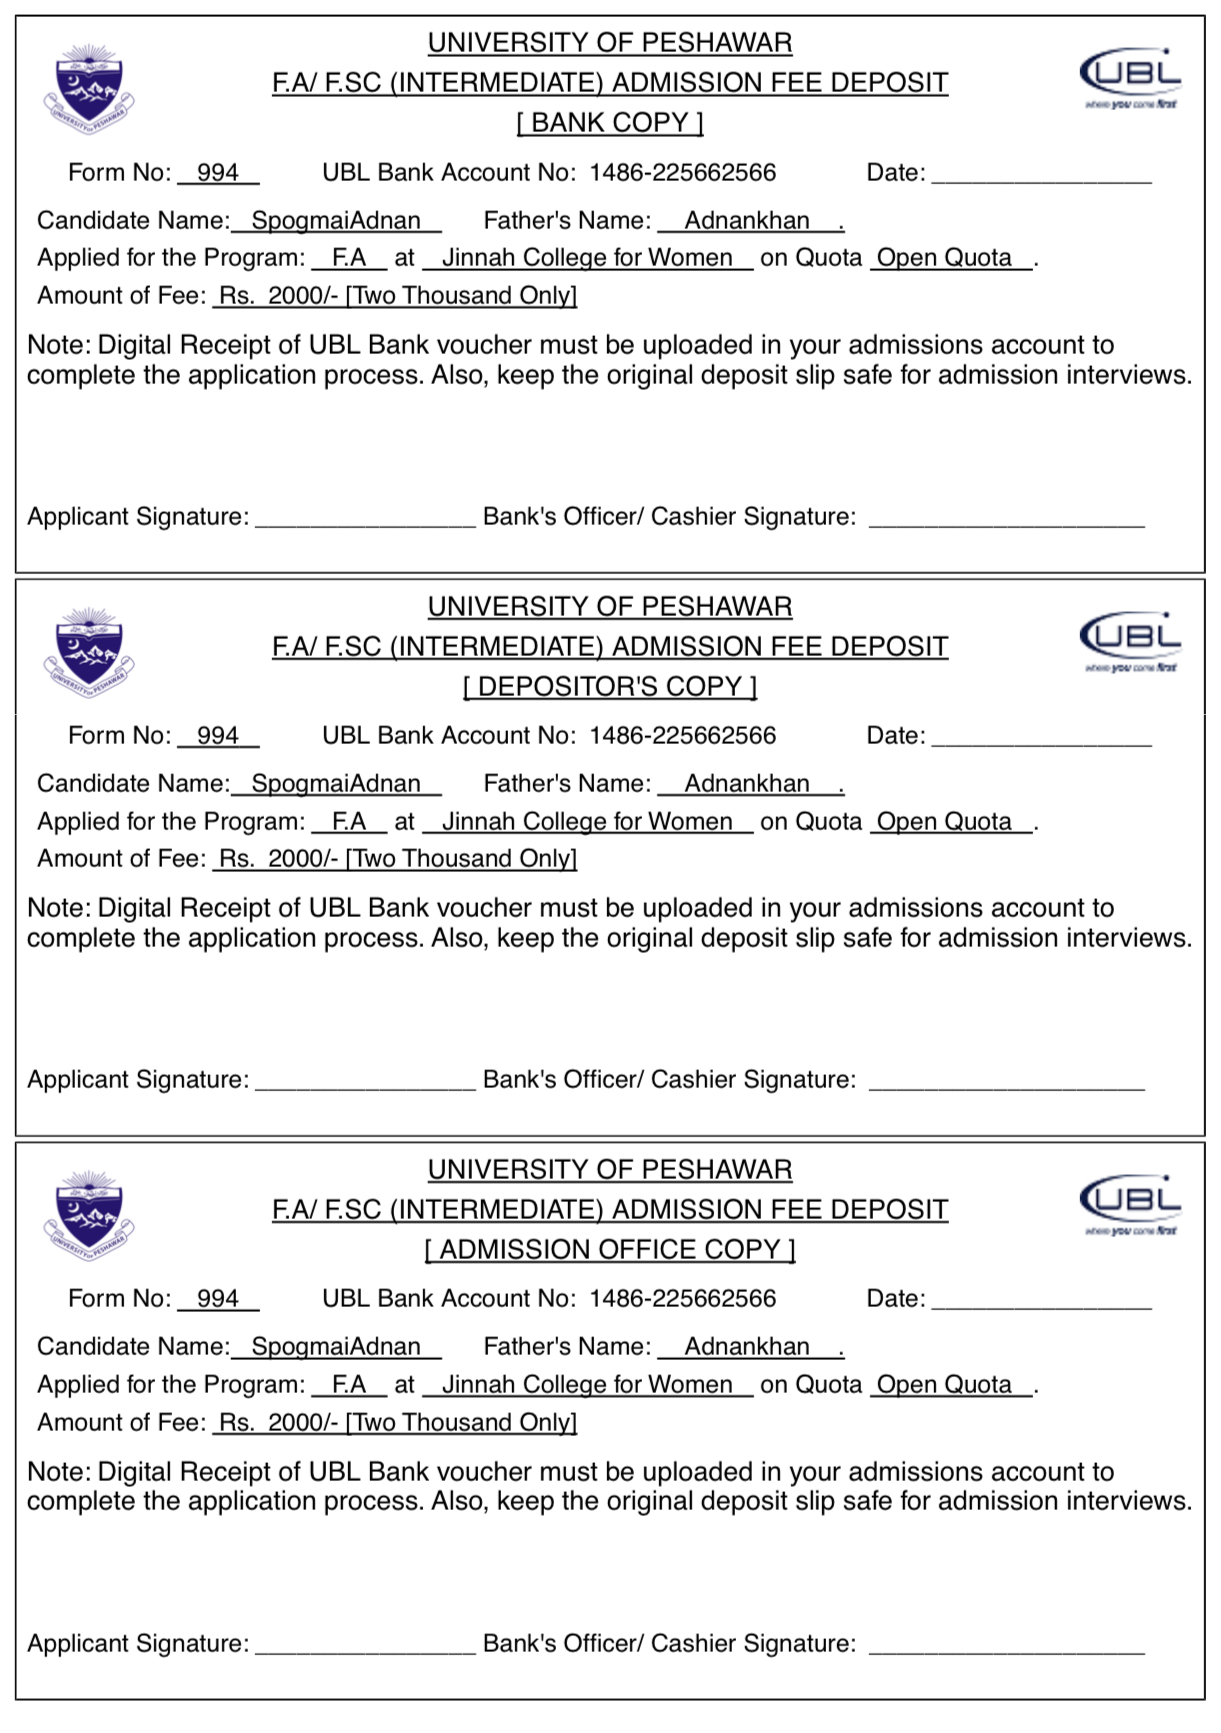 UNIVERSITY OF PESHAWAR
F.A/ F.SC (INTERMEDIATE) ADMISSION FEE DEPOSIT
[ BANK COPY ]
UNIVERSITY OF PESHAWAR
UBL
where you come first
Form No: 994 UBL Bank Account No: 1486-225662566 Date: ________________
Candidate Name: SpogmaiAdnan Father's Name: Adnankhan .
Applied for the Program: F.A at Jinnah College for Women on Quota Open Quota .
Amount of Fee: Rs. 2000/- [Two Thousand Only]
Note: Digital Receipt of UBL Bank voucher must be uploaded in your admissions account to
complete the application process. Also, keep the original deposit slip safe for admission interviews.
Applicant Signature: ________________ Bank's Officer/ Cashier Signature: ____________________
UNIVERSITY OF PESHAWAR
F.A/ F.SC (INTERMEDIATE) ADMISSION FEE DEPOSIT
[ DEPOSITOR'S COPY ]
UNIVERSITY OF PESHAWAR
UBL
where you come first
Form No: 994 UBL Bank Account No: 1486-225662566 Date: ________________
Candidate Name: SpogmaiAdnan Father's Name: Adnankhan .
Applied for the Program: F.A at Jinnah College for Women on Quota Open Quota .
Amount of Fee: Rs. 2000/- [Two Thousand Only]
Note: Digital Receipt of UBL Bank voucher must be uploaded in your admissions account to
complete the application process. Also, keep the original deposit slip safe for admission interviews.
Applicant Signature: ________________ Bank's Officer/ Cashier Signature: ____________________
UNIVERSITY OF PESHAWAR
F.A/ F.SC (INTERMEDIATE) ADMISSION FEE DEPOSIT
[ ADMISSION OFFICE COPY ]
UNIVERSITY OF PESHAWAR
UBL
where you come first
Form No: 994 UBL Bank Account No: 1486-225662566 Date: ________________
Candidate Name: SpogmaiAdnan Father's Name: Adnankhan .
Applied for the Program: F.A at Jinnah College for Women on Quota Open Quota .
Amount of Fee: Rs. 2000/- [Two Thousand Only]
Note: Digital Receipt of UBL Bank voucher must be uploaded in your admissions account to
complete the application process. Also, keep the original deposit slip safe for admission interviews.
Applicant Signature: ________________ Bank's Officer/ Cashier Signature: ____________________